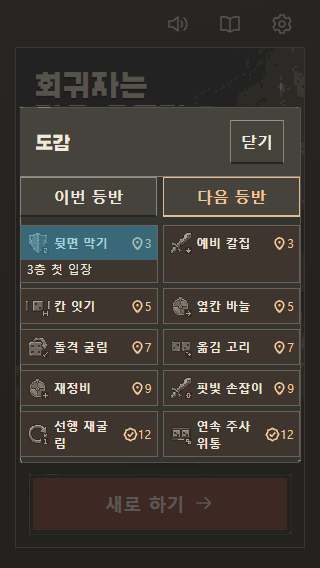 회귀자는
도감
닫기
이번 등반
다음 등반
뒷면 막기 3
3층 첫 입장
예비 칼집 3
칸 잇기 5
옆칸 바늘 5
돌격 굴림 7
옮김 고리 7
재정비 9
핏빛 손잡이 9
선행 재굴
림 12
연속 주사
위통 12
새로 하기 →